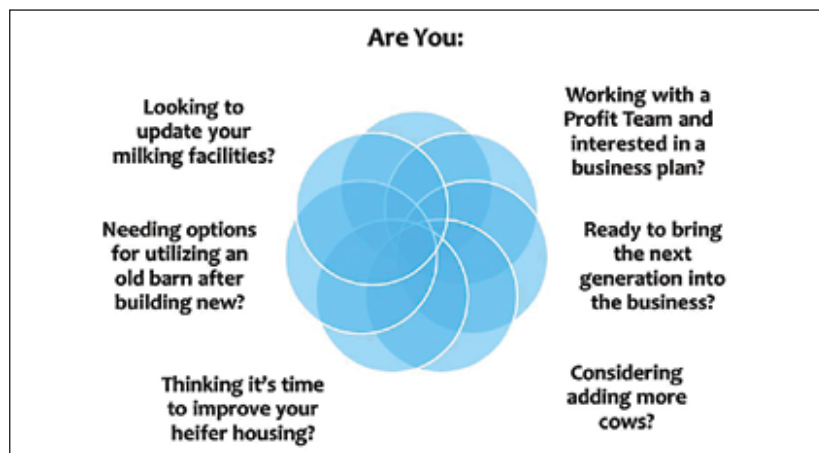 Are You:
Looking to
update your
milking facilities?
Working with a
Profit Team and
interested in a
business plan?
Needing options
for utilizing an
old barn after
building new?
Ready to bring
the next
generation into
the business?
Thinking it's time
to improve your
heifer housing?
Considering
adding more
cows?